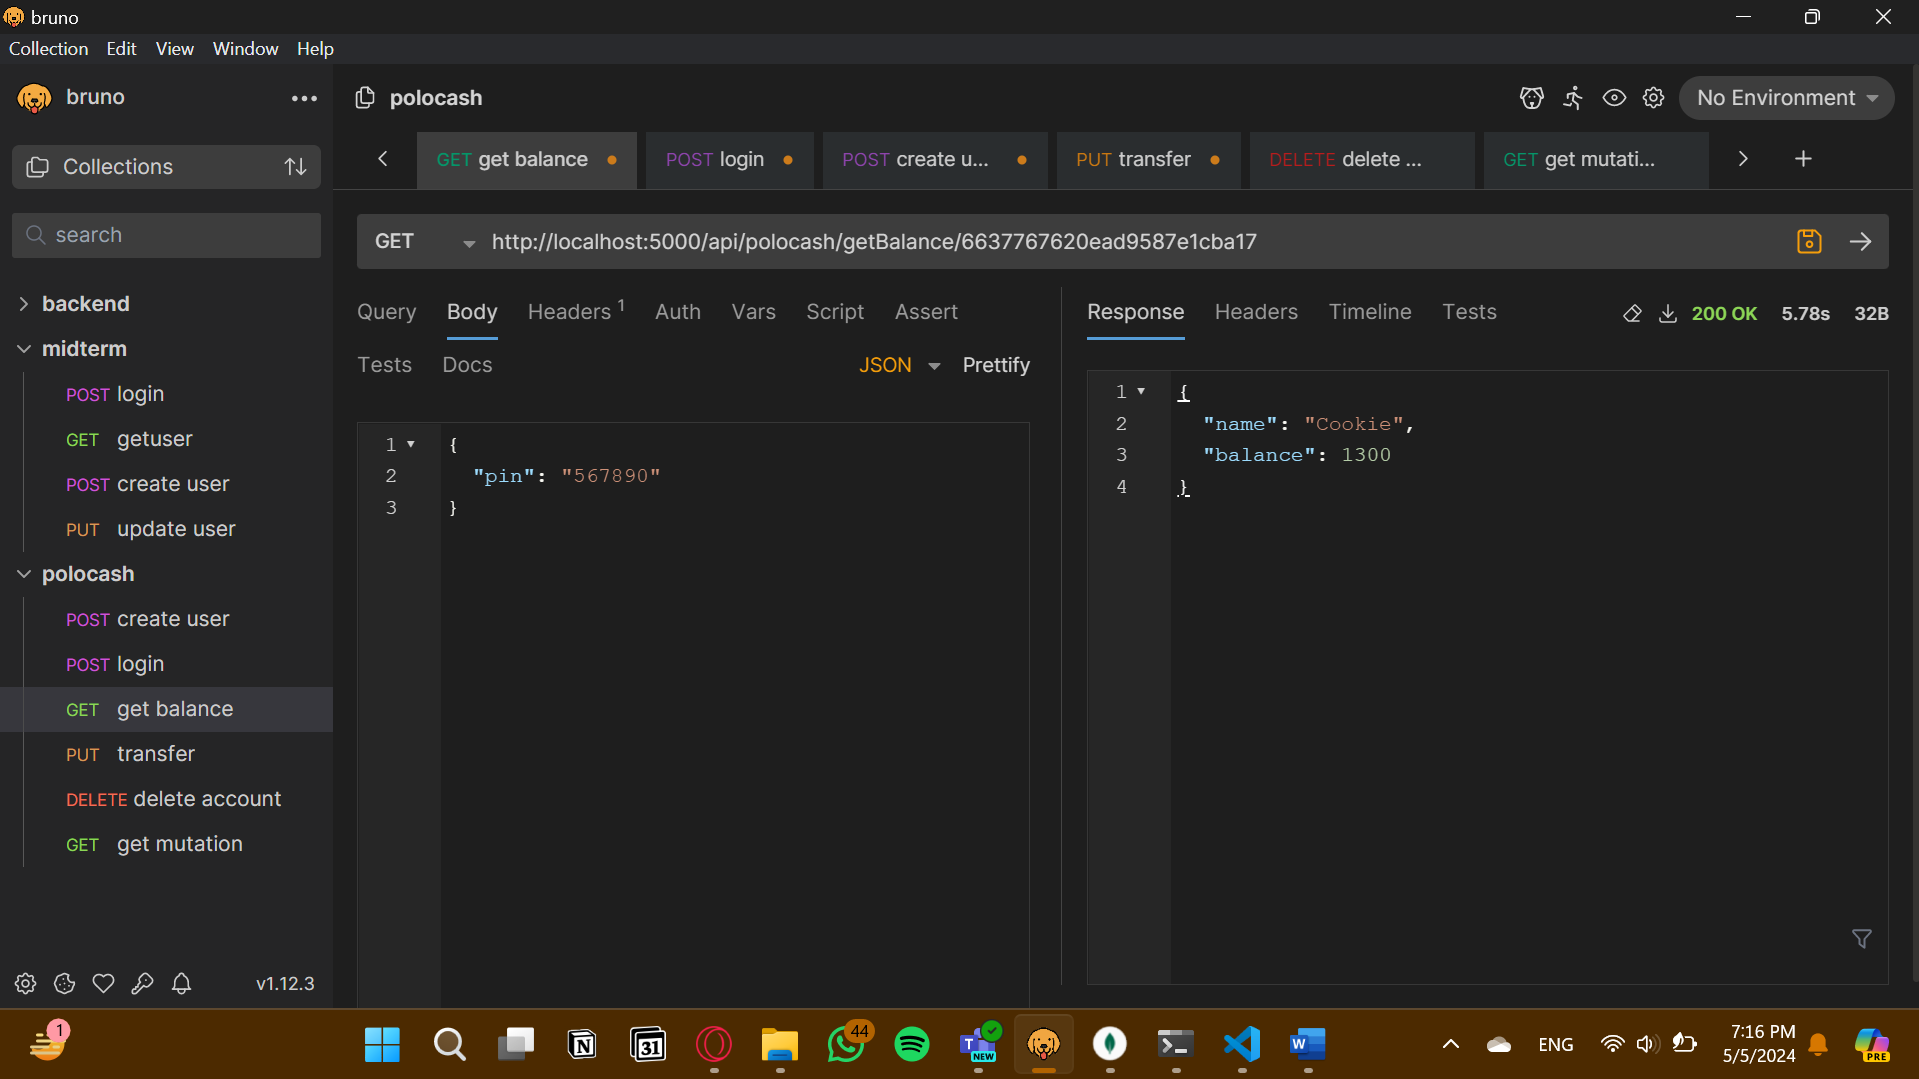 bruno
Collection Edit View Window Help
bruno
polocash
No Environment
Collections
GET get balance
POST login
POST create u...
PUT transfer
DELETE delete ...
GET get mutati...
search
GET http://localhost:5000/api/polocash/getBalance/6637767620ead9587e1cba17
Query Body Headers 1 Auth Vars Script Assert
Tests Docs
JSON Prettify
Response Headers Timeline Tests
200 OK 5.78s 32B
backend
midterm
POST login
GET getuser
POST create user
PUT update user
polocash
POST create user
POST login
GET get balance
PUT transfer
DELETE delete account
GET get mutation
v1.12.3
1 {
2 "pin": "567890"
3 }
1 {
2 "name": "Cookie",
3 "balance": 1300
4 }
1
31
44
NEW
ENG
7:16 PM
5/5/2024
PRE